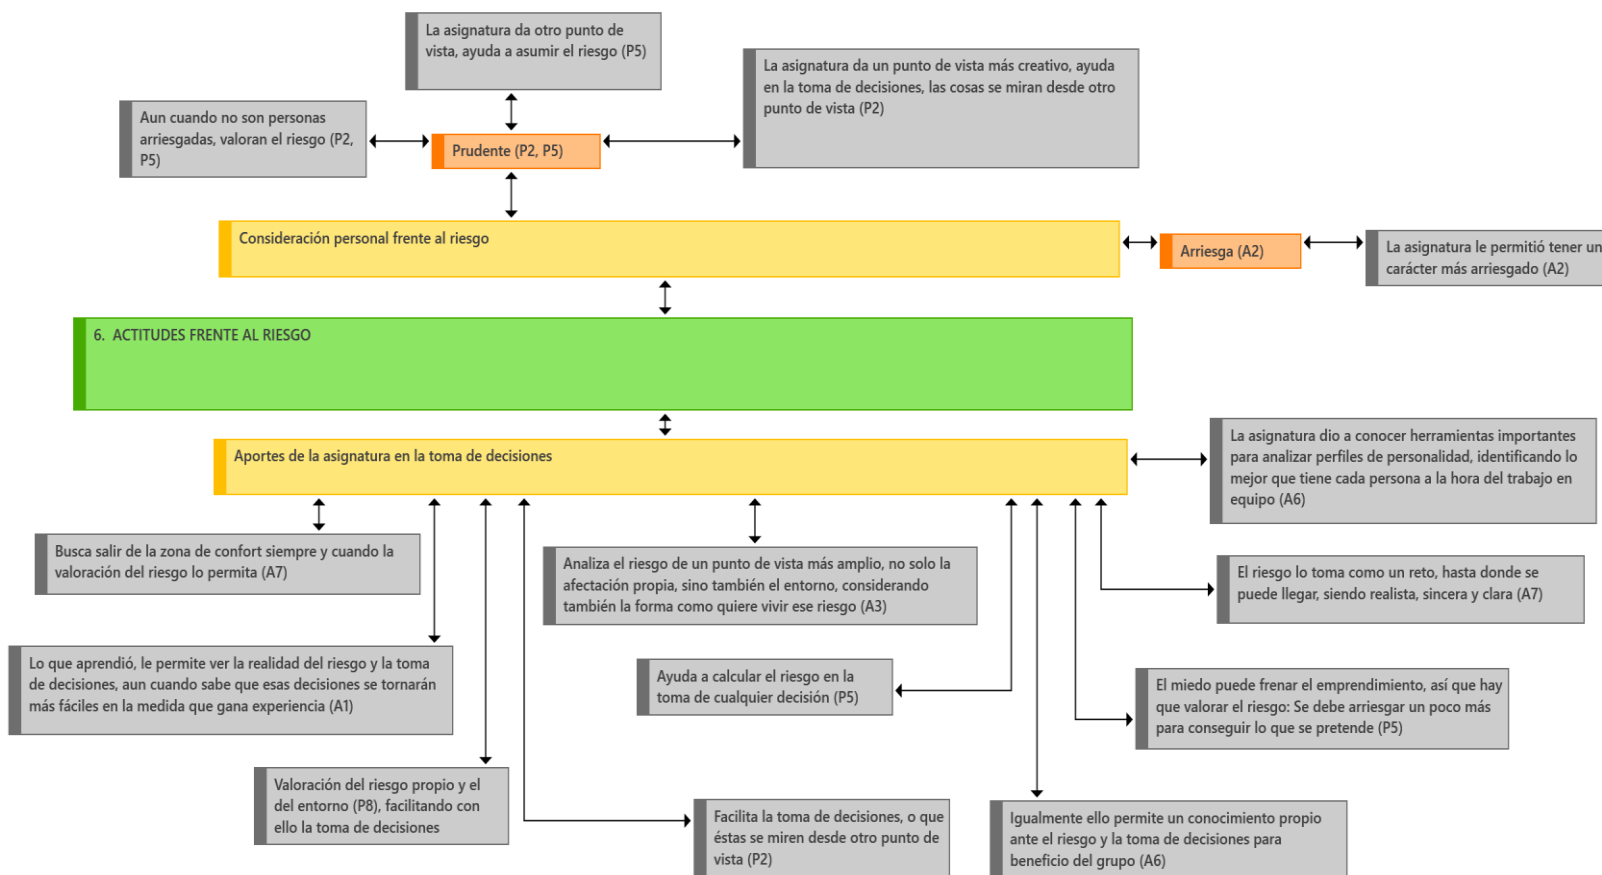 La asignatura da otro punto de
vista, ayuda a asumir el riesgo (P5)
La asignatura da un punto de vista más creativo, ayuda
en la toma de decisiones, las cosas se miran desde otro
punto de vista (P2)
Aun cuando no son personas
arriesgadas, valoran el riesgo (P2,
P5)
Prudente (P2, P5)
Consideración personal frente al riesgo
Arriesga (A2)
La asignatura le permitió tener un
carácter más arriesgado (A2)
6. ACTITUDES FRENTE AL RIESGO
Aportes de la asignatura en la toma de decisiones
La asignatura dio a conocer herramientas importantes
para analizar perfiles de personalidad, identificando lo
mejor que tiene cada persona a la hora del trabajo en
equipo (A6)
Busca salir de la zona de confort siempre y cuando la
valoración del riesgo lo permita (A7)
Analiza el riesgo de un punto de vista más amplio, no solo la
afectación propia, sino también el entorno, considerando
también la forma como quiere vivir ese riesgo (A3)
El riesgo lo toma como un reto, hasta donde se
puede llegar, siendo realista, sincera y clara (A7)
Lo que aprendió, le permite ver la realidad del riesgo y la toma
de decisiones, aun cuando sabe que esas decisiones se tornarán
más fáciles en la medida que gana experiencia (A1)
Ayuda a calcular el riesgo en la
toma de cualquier decisión (P5)
El miedo puede frenar el emprendimiento, así que hay
que valorar el riesgo: Se debe arriesgar un poco más
para conseguir lo que se pretende (P5)
Valoración del riesgo propio y el
del entorno (P8), facilitando con
ello la toma de decisiones
Facilita la toma de decisiones, o que
éstas se miren desde otro punto de
vista (P2)
Igualmente ello permite un conocimiento propio
ante el riesgo y la toma de decisiones para
beneficio del grupo (A6)